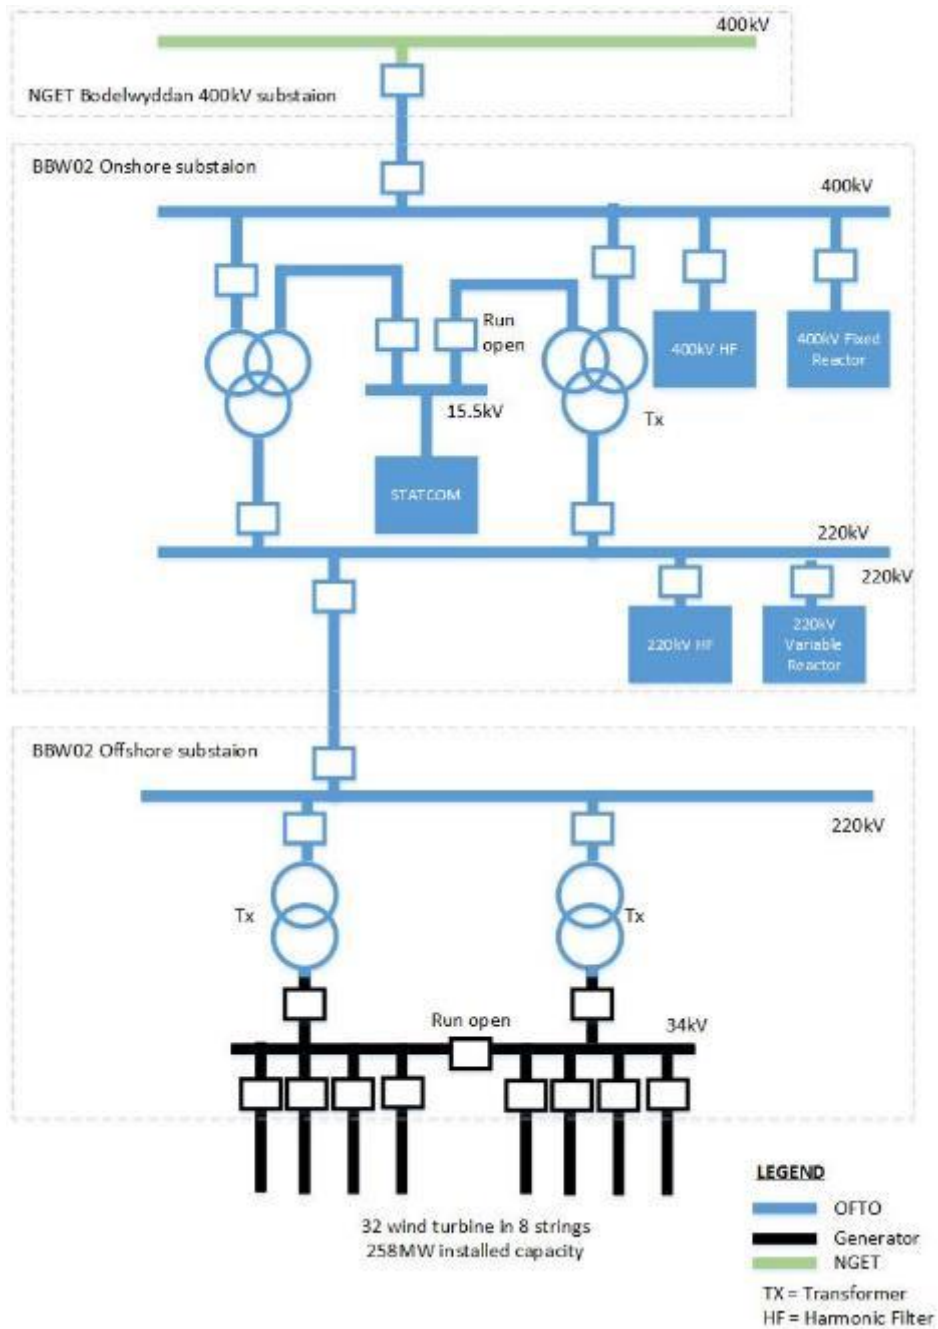 400kV
NGET Bodelwyddan 400kV substaion
BBW02 Onshore substaion
400kV
Run
open
400kV HF
400kV Fixed
Reactor
15.5kV
Tx
STATCOM
220kV
220kV
220kV HF
220kV
Variable
Reactor
BBW02 Offshore substaion
220kV
Tx
Tx
Run open
34kV
32 wind turbine in 8 strings
258MW installed capacity
LEGEND
OFTO
Generator
NGET
TX = Transformer
HF = Harmonic Filter